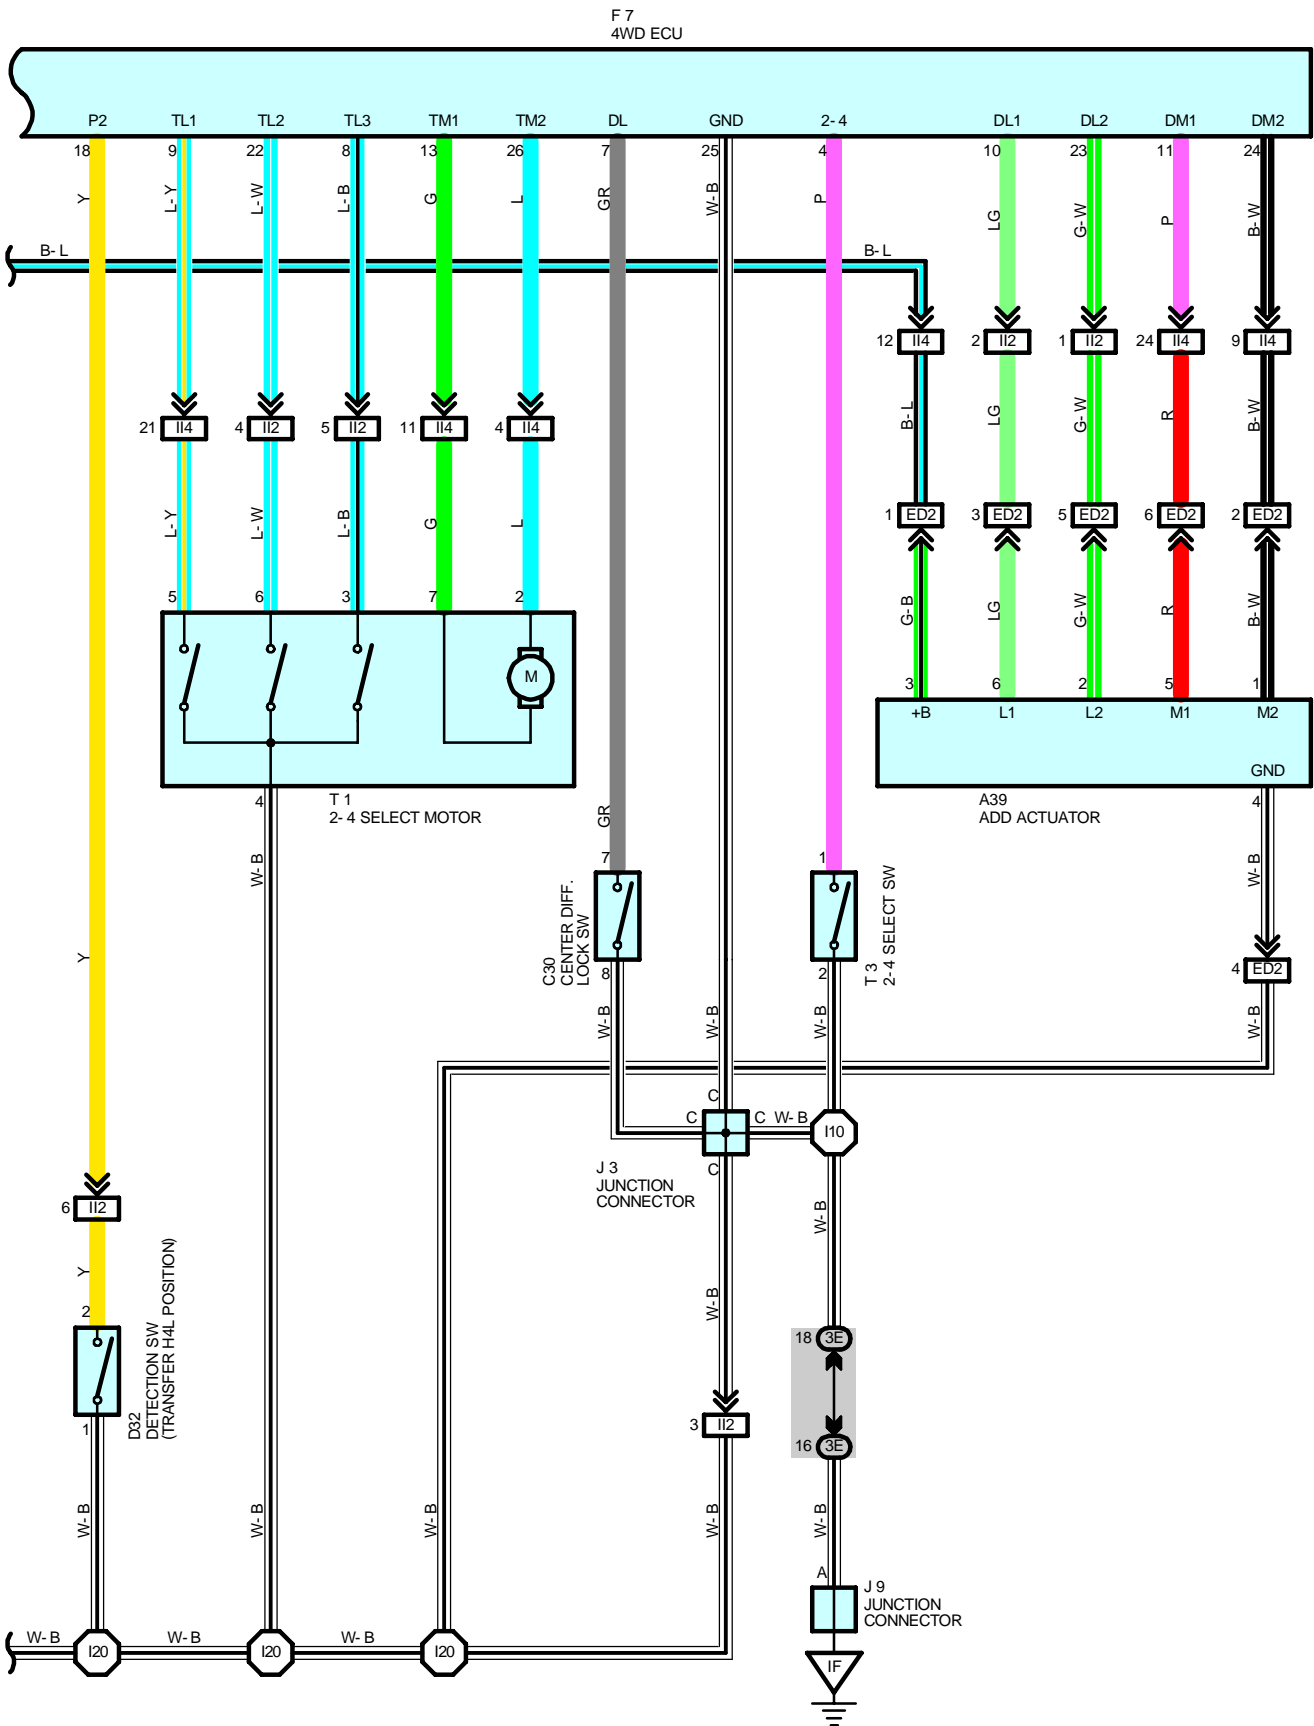 F 7
4WD ECU
P2 TL1 TL2 TL3 TM1 TM2 DL GND 2- 4 DL1 DL2 DM1 DM2
18 9 22 8 13 26 7 25 4 10 23 11 24
Y L- Y L- W L- B G L GR W- B P LG G- W P B- W
B- L B- L
12 II4 2 II2 1 II2 24 II4 9 II4
21 II4 4 II2 5 II2 11 II4 4 II4
B- L LG G- W R B- W
L- Y L- W L- B G L
1 ED2 3 ED2 5 ED2 6 ED2 2 ED2
5 6 3 7 2
G- B LG G- W R B- W
M
3 6 2 5 1
+B L1 L2 M1 M2
GND
4 T 1
2- 4 SELECT MOTOR
A39
ADD ACTUATOR
4
GR
W- B
7
1
W- B
C30
CENTER DIFF.
LOCK SW
T 3
2- 4 SELECT SW
Y
8
2
4 ED2
W- B W- B W- B W- B
C
C C W- B I10
C
J 3
JUNCTION
CONNECTOR
6 II2
W- B
Y
W- B
2
18 3E
D32
DETECTION SW
(TRANSFER H4L POSITION)
1
3 II2
16 3E
W- B W- B W- B W- B W- B
A
J 9
JUNCTION
CONNECTOR
W- B I20 W- B I20 W- B I20
IF